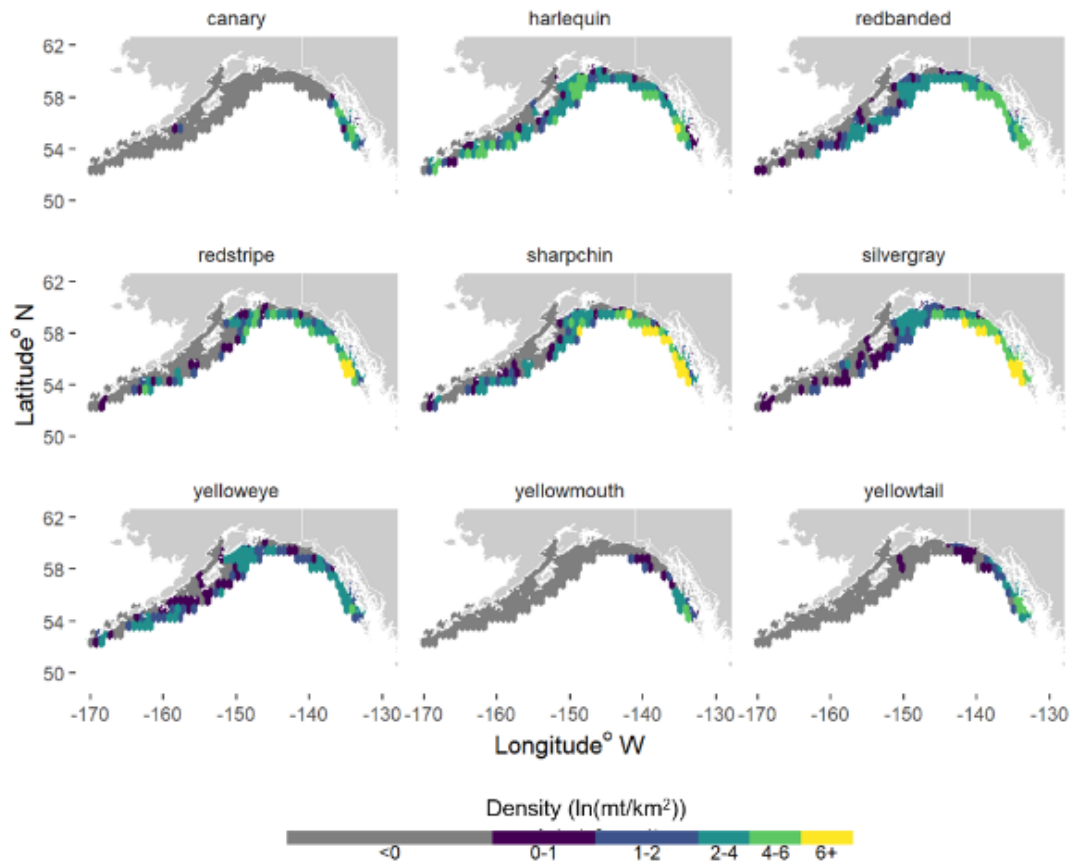 canary harlequin redbanded
62 -
58 -
54 -
50 -
redstripe sharpchin silvergray
62 -
58 -
54 -
50 -
yelloweye yellowmouth yellowtail
62 -
58 -
54 -
50 -
Latitude° N
-170 -160 -150 -140 -130 -170 -160 -150 -140 -130 -170 -160 -150 -140 -130
Longitude° W
Density (ln(mt/km²))
<0 0-1 1-2 2-4 4-6 6+